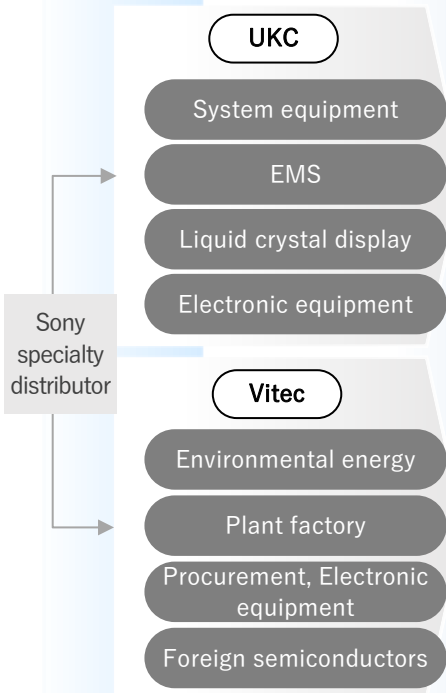 UKC
System equipment
EMS
Liquid crystal display
Electronic equipment
Sony
specialty
distributor
Vitec
Environmental energy
Plant factory
Procurement, Electronic
equipment
Foreign semiconductors